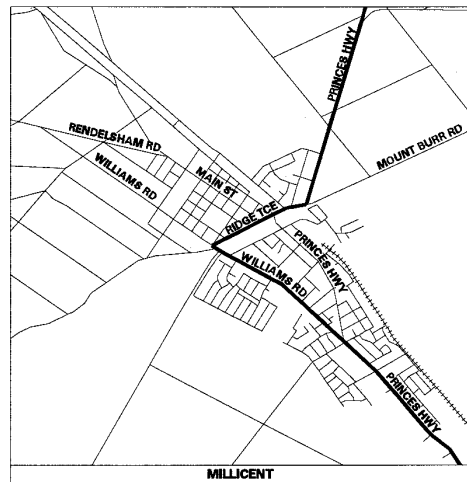 PRINCES HWY
RENDELSHAM RD
MOUNT BURR RD
WILLIAMS RD
MAIN ST
RIDGE TCE
PRINCES HWY
WILLIAMS RD
PRINCES HWY
MILLICENT